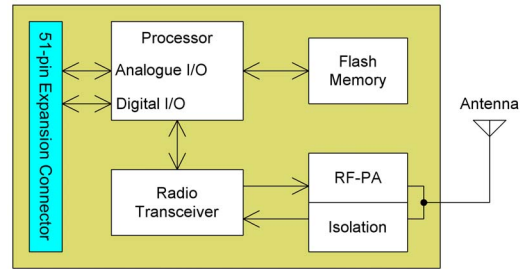 51-pin Expansion Connector
Processor
Analogue I/O
Digital I/O
Flash
Memory
Antenna
Radio
Transceiver
RF-PA
Isolation